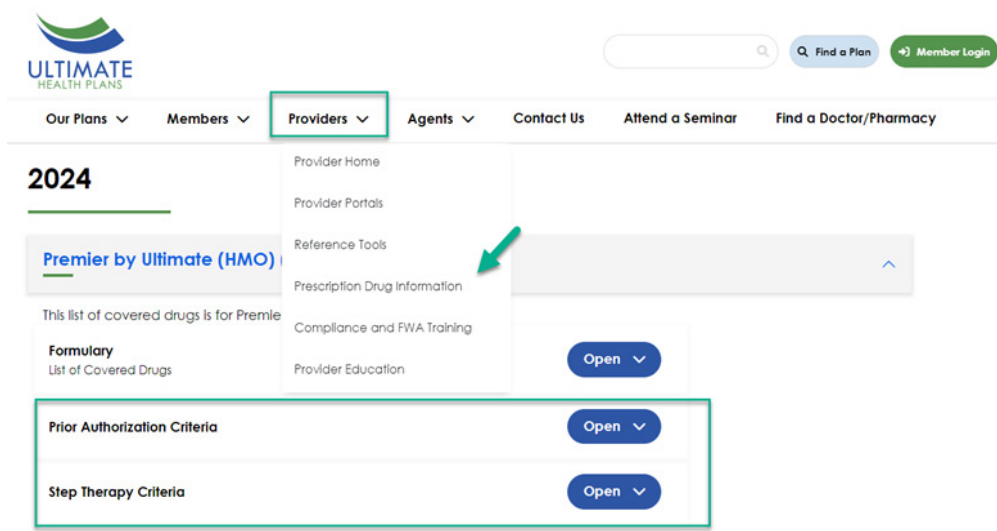 ULTIMATE
HEALTH PLANS
Find a Plan
Member Login
Our Plans
Members
Providers
Agents
Contact Us
Attend a Seminar
Find a Doctor/Pharmacy
Provider Home
Provider Portals
Reference Tools
Prescription Drug Information
Compliance and FWA Training
Provider Education
2024
Premier by Ultimate (HMO) (
This list of covered drugs is for Premie
Formulary
List of Covered Drugs
Open
Prior Authorization Criteria
Open
Step Therapy Criteria
Open